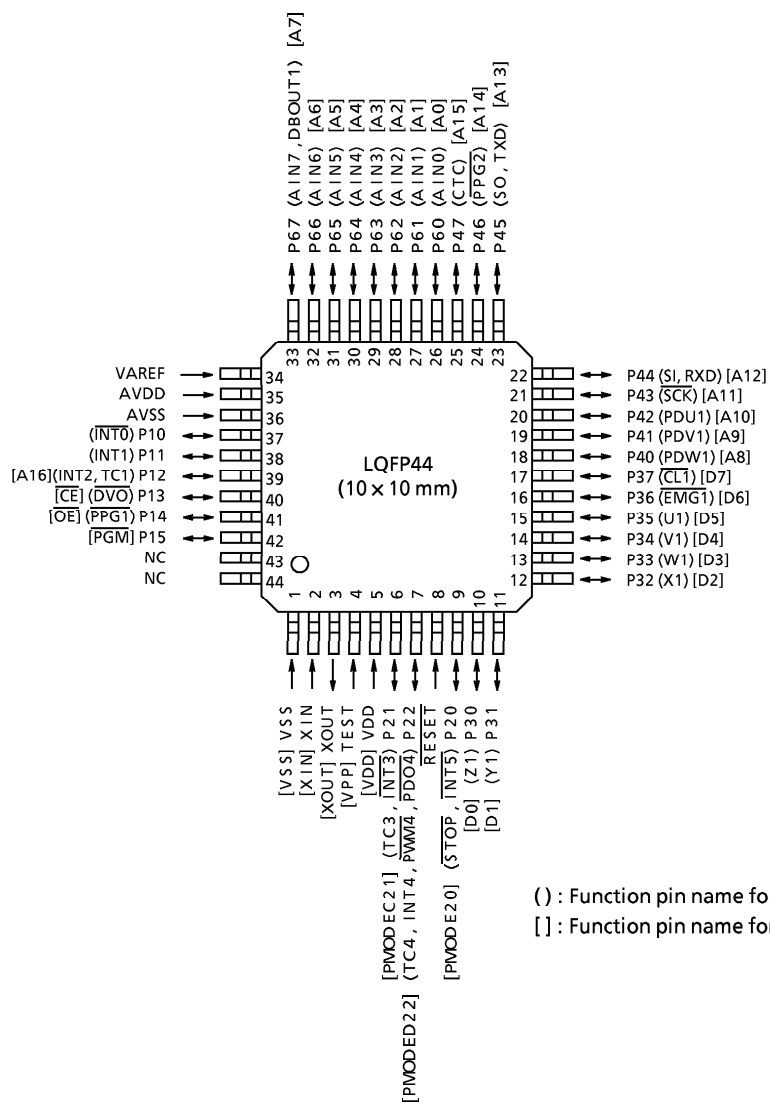 P67 (AIN7, DBOUT1) [A7]
P66 (AIN6) [A6]
P65 (AIN5) [A5]
P64 (AIN4) [A4]
P63 (AIN3) [A3]
P62 (AIN2) [A2]
P61 (AIN1) [A1]
P60 (AIN0) [A0]
P47 (CTC) [A15]
P46 (PPG2) [A14]
P45 (SO, TXD) [A13]
33 32 31 30 29 28 27 26 25 24 23
VAREF 34
AVDD 35
AVSS 36
(INT0) P10 37
(INT1) P11 38
[A16](INT2, TC1) P12 39
[CE] (DVO) P13 40
[OE] (PPG1) P14 41
[PGM] P15 42
NC 43
NC 44
LQFP44
(10 × 10 mm)
22 P44 (SI, RXD) [A12]
21 P43 (SCK) [A11]
20 P42 (PDU1) [A10]
19 P41 (PDV1) [A9]
18 P40 (PDW1) [A8]
17 P37 (CL1) [D7]
16 P36 (EMG1) [D6]
15 P35 (U1) [D5]
14 P34 (V1) [D4]
13 P33 (W1) [D3]
12 P32 (X1) [D2]
1 2 3 4 5 6 7 8 9 10 11
[VSS] VSS
[XIN] XIN
[XOUT] XOUT
[VPP] TEST
[VDD] VDD
[PMODEC21] (TC3, INT3) P21
[PMODED22] (TC4, INT4, PWM4, PDO4) P22
RESET
[PMODE20] (STOP, INT5) P20
[D0] (Z1) P30
[D1] (Y1) P31
( ) : Function pin name fo
[ ] : Function pin name fo